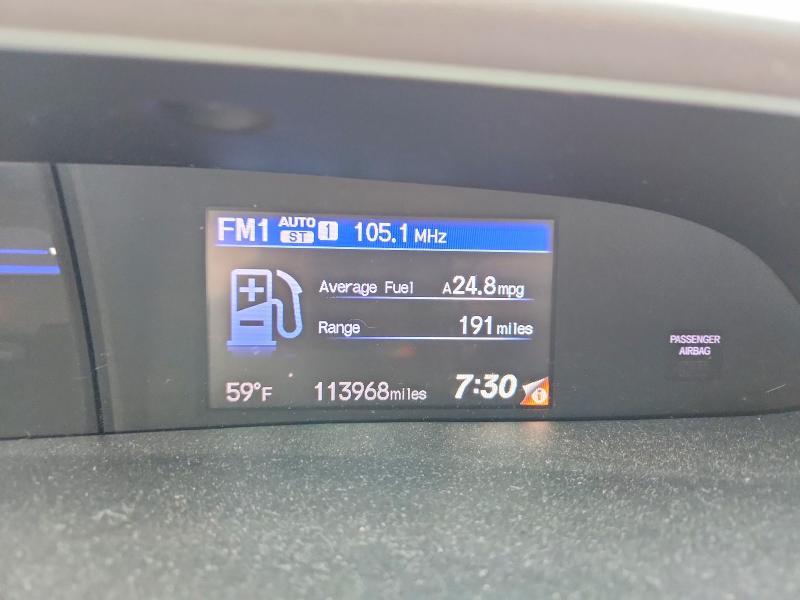 FM1 AUTO ST 1 105.1 MHz
Average Fuel A24.8mpg
Range 191 miles
59°F 113968miles 7:30 i
PASSENGER
AIRBAG